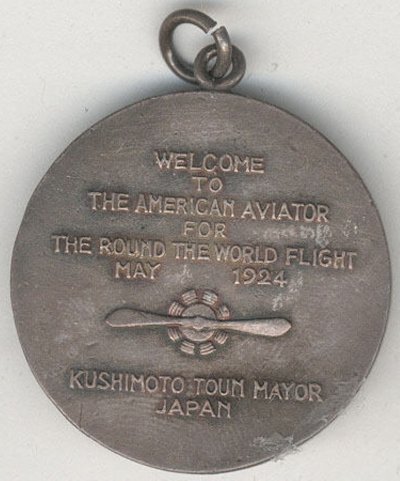 WELCOME
TO
THE AMERICAN AVIATOR
FOR
THE ROUND THE WORLD FLIGHT
MAY 1924
KUSHIMOTO TOUN MAYOR
JAPAN